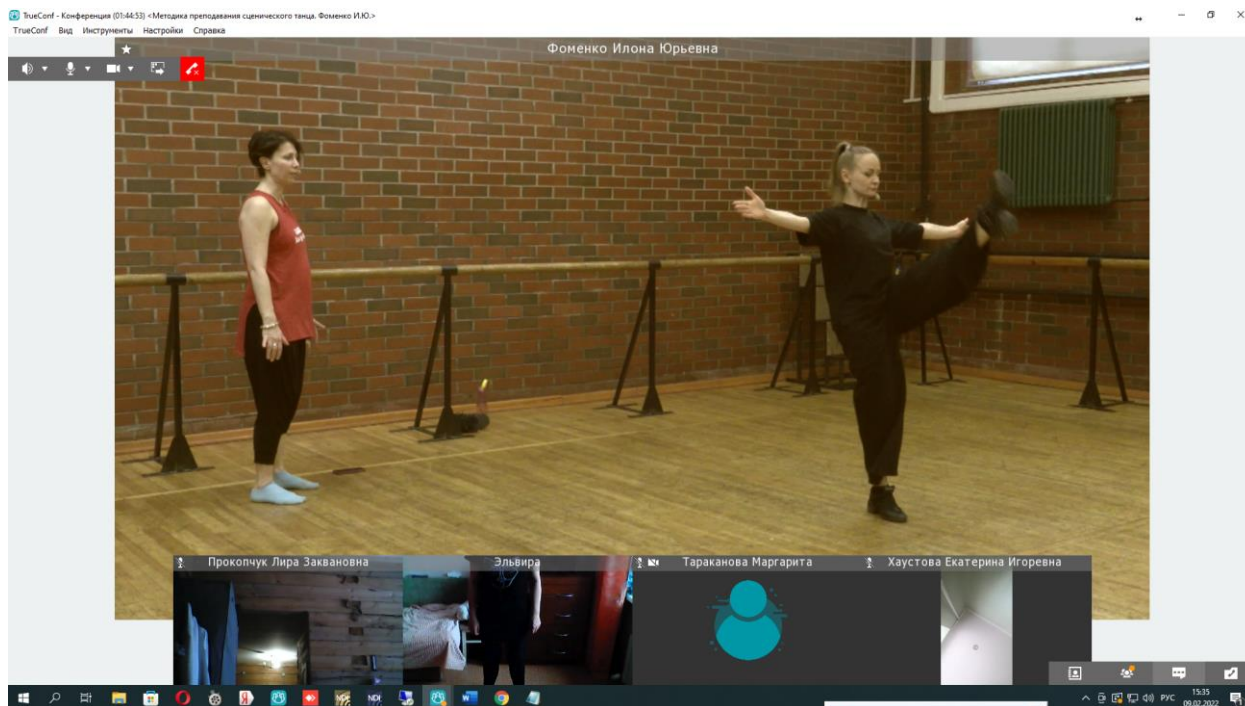 TrueConf - Конференция (01:44:53) <Методика преподавания сценического танца. Фоменко И.Ю.>
TrueConf Вид Инструменты Настройки Справка
Фоменко Илона Юрьевна
Прокопчук Лира Заквановна
Эльвира
Тараканова Маргарита
Хаустова Екатерина Игоревна
РУС
15:35
09.02.2022